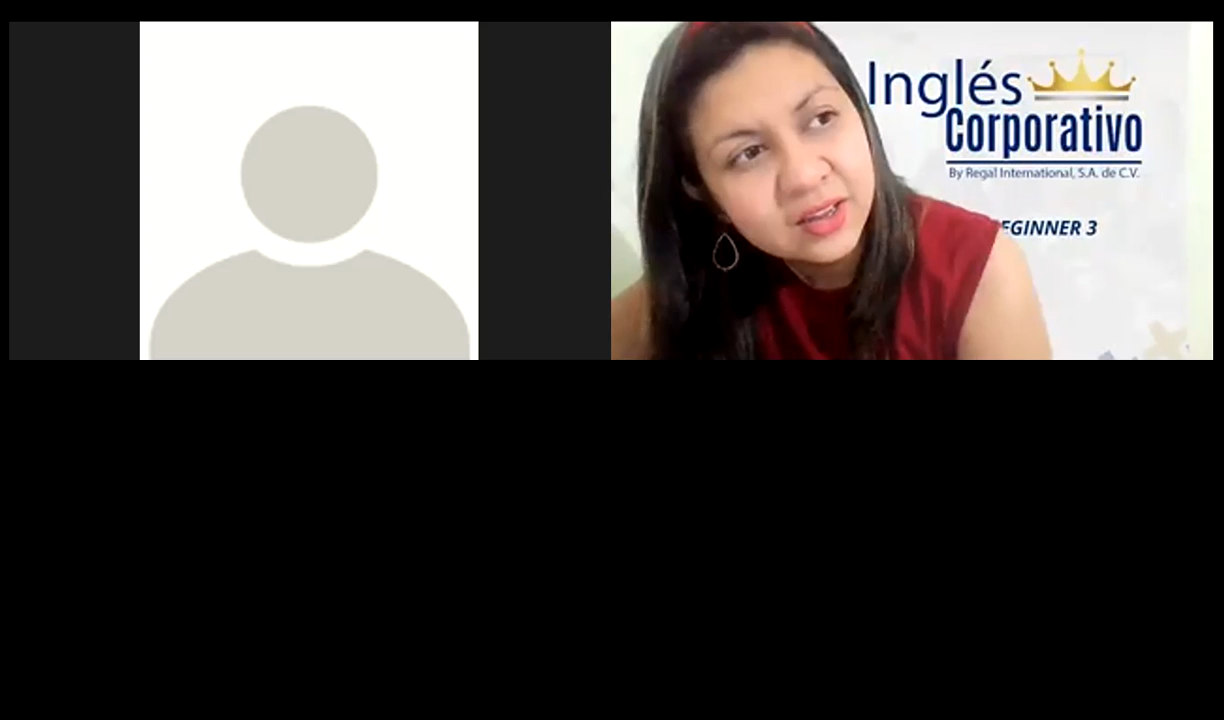 Inglés
Corporativo
By Regal International, S.A. de C.V.
EGINNER 3